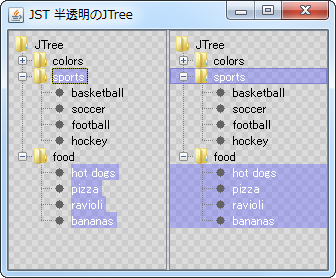 JST 半透明のJTree
JTree
colors
sports
basketball
soccer
football
hockey
food
hot dogs
pizza
ravioli
bananas
JTree
colors
sports
basketball
soccer
football
hockey
food
hot dogs
pizza
ravioli
bananas